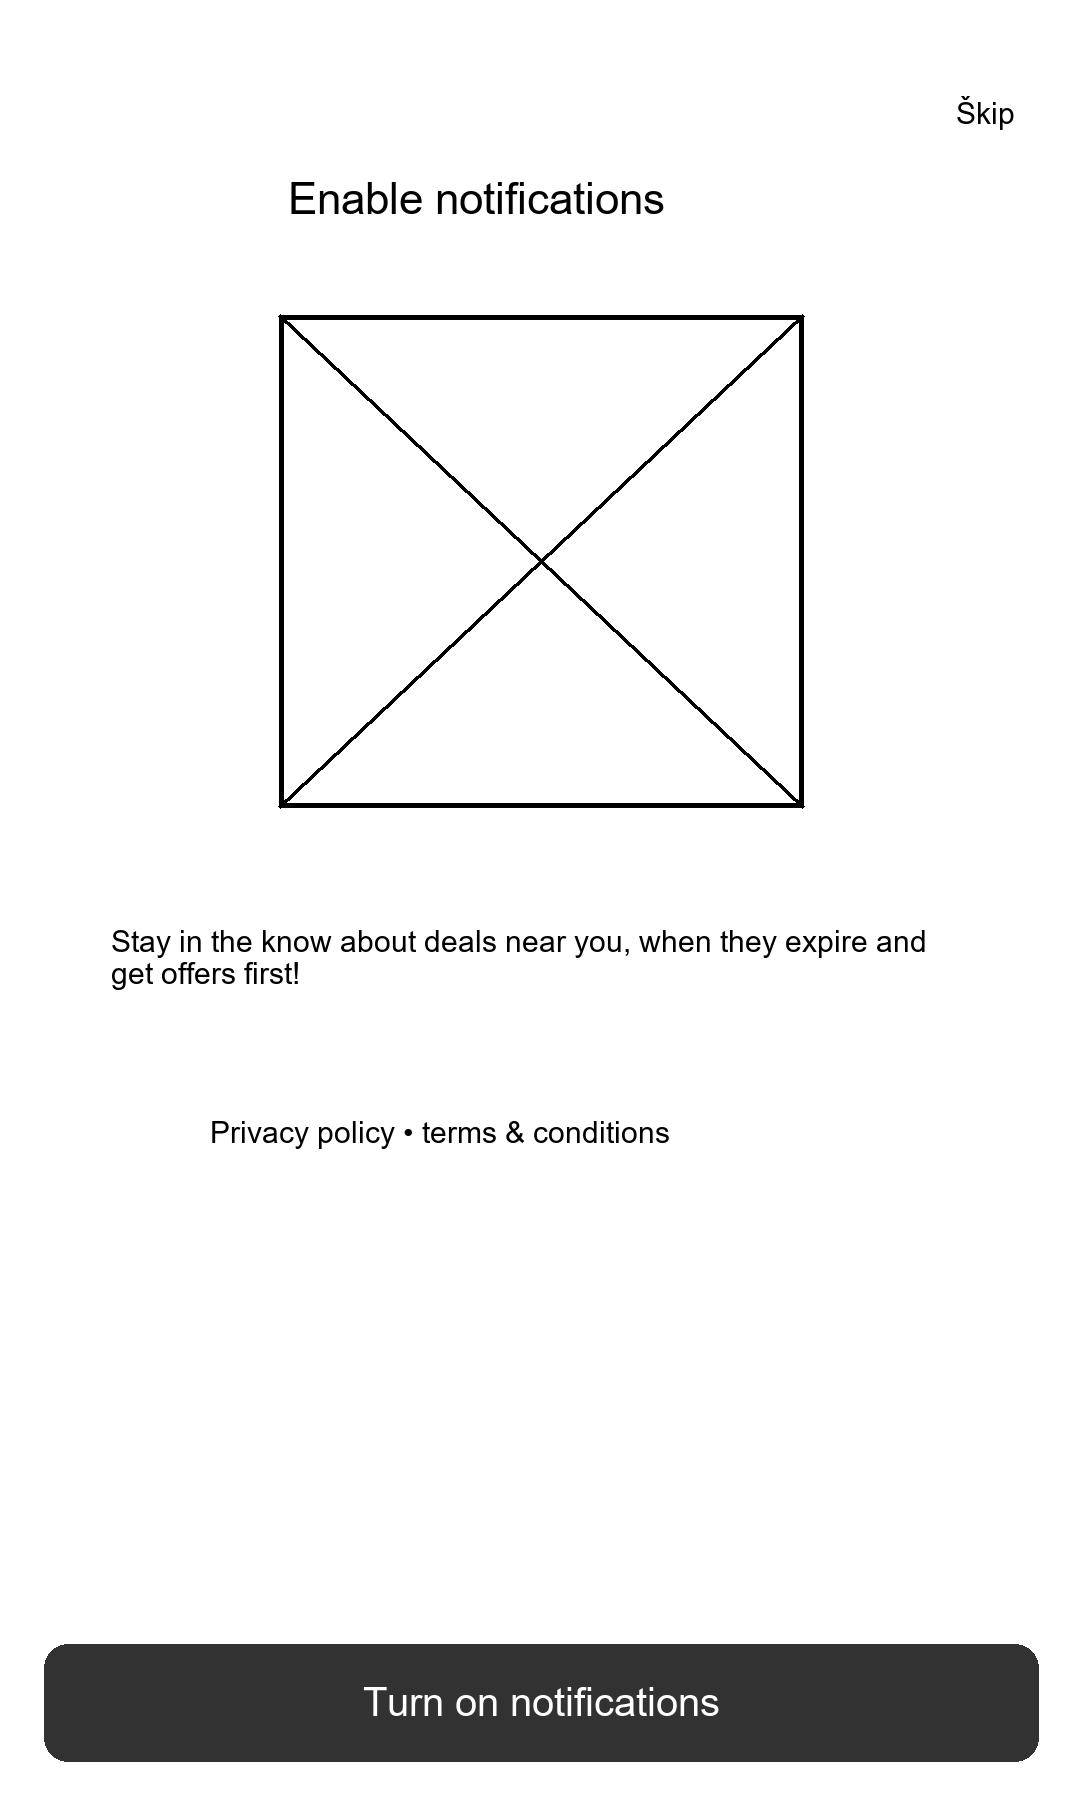 Škip
Enable notifications
Stay in the know about deals near you, when they expire and
get offers first!
Privacy policy • terms & conditions
Turn on notifications